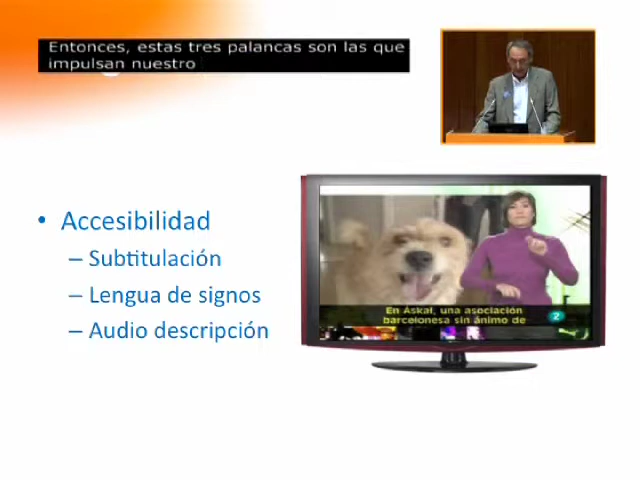 Entonces, estas tres palancas son las que
impulsan nuestro
• Accesibilidad
– Subtitulación
– Lengua de signos
– Audio descripción
En Áskal, una asociación
barcelonesa sin ánimo de
2